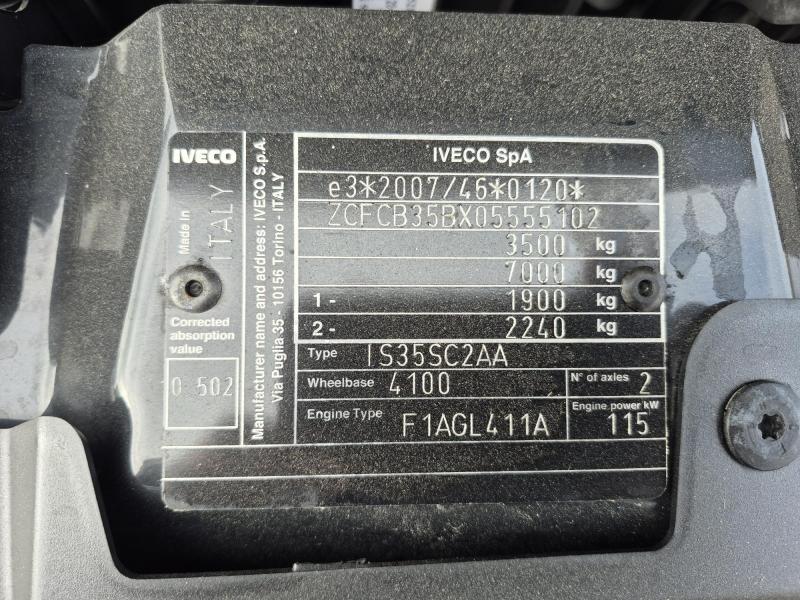 IVECO
Made in
ITALY
Corrected
absorption
value
0 502
Manufacturer name and address: IVECO S.p.A.
Via Puglia 35 - 10156 Torino - ITALY
IVECO SpA
e3*2007/46*0120*
ZCFCB35BX05555102
3500 kg
7000 kg
1- 1900 kg
2- 2240 kg
Type IS35SC2AA
Wheelbase 4100
N° of axles 2
Engine Type F1AGL411A
Engine power kW
115